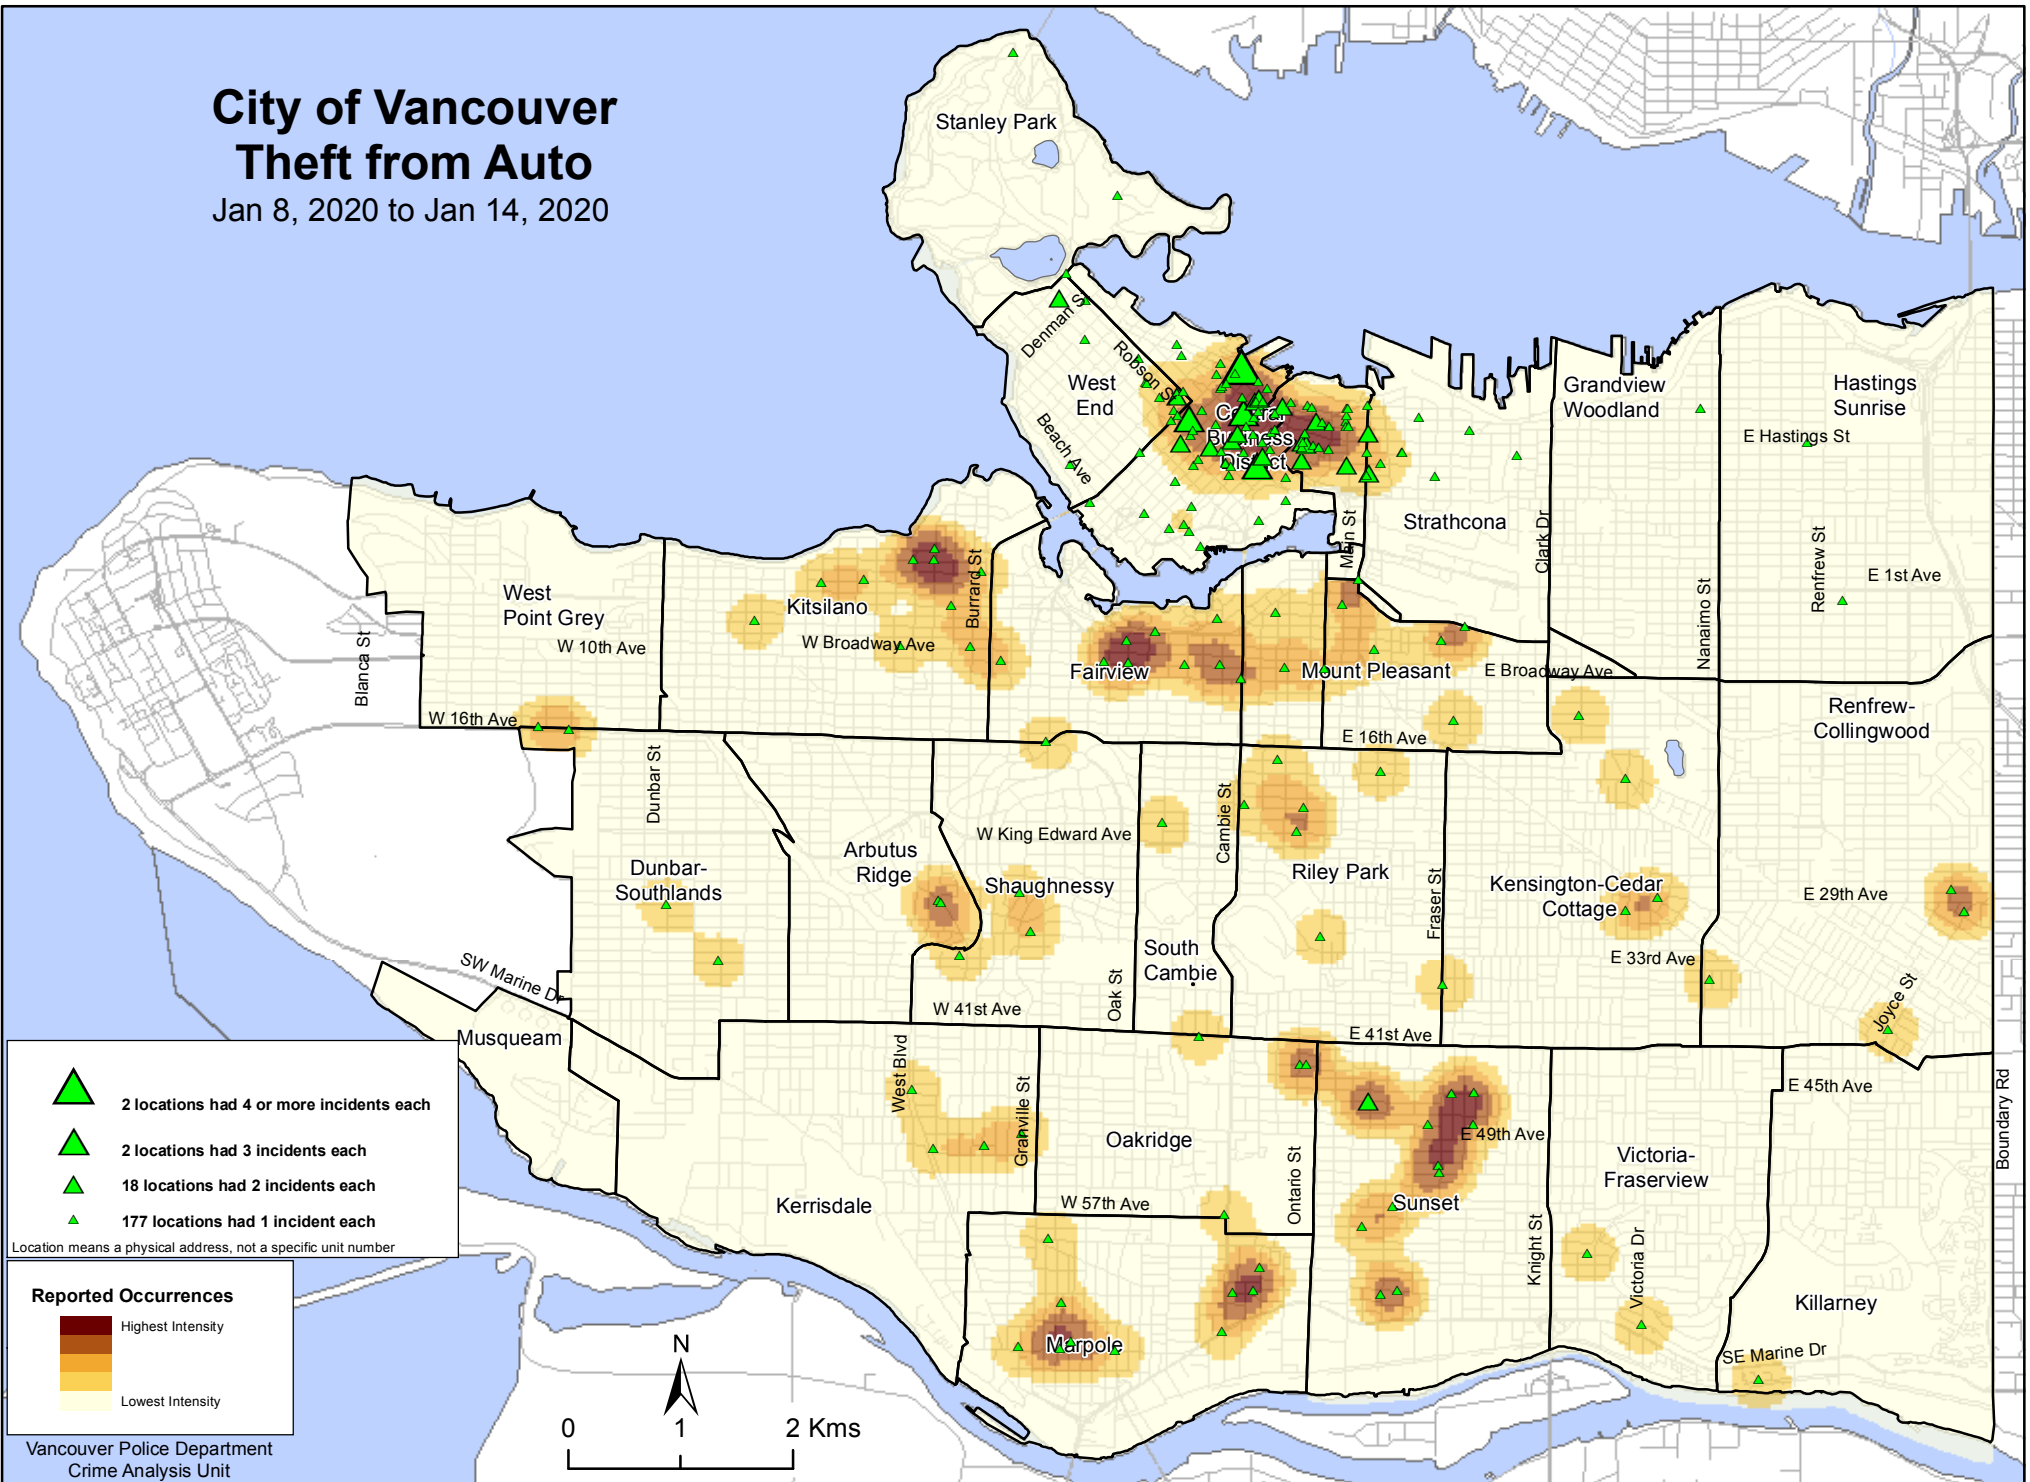 City of Vancouver
Theft from Auto
Jan 8, 2020 to Jan 14, 2020
Stanley Park
Denman St
Robson St
West
End
Beach Ave
Central
Business
District
Grandview
Woodland
Hastings
Sunrise
E Hastings St
Strathcona
Main St
Clark Dr
Nanaimo St
Renfrew St
E 1st Ave
West
Point Grey
Blanca St
W 10th Ave
Kitsilano
W Broadway Ave
Burrard St
Fairview
Mount Pleasant
E Broadway Ave
W 16th Ave
E 16th Ave
Renfrew-
Collingwood
Dunbar St
Dunbar-
Southlands
Arbutus
Ridge
W King Edward Ave
Shaughnessy
Cambie St
Riley Park
Fraser St
Kensington-Cedar
Cottage
E 29th Ave
E 33rd Ave
South
Cambie
Oak St
W 41st Ave
E 41st Ave
Joyce St
SW Marine Dr
Musqueam
West Blvd
Granville St
Oakridge
Ontario St
E 49th Ave
Sunset
Knight St
Victoria-
Fraserview
Victoria Dr
E 45th Ave
Boundary Rd
Kerrisdale
W 57th Ave
Marpole
Killarney
SE Marine Dr
2 locations had 4 or more incidents each
2 locations had 3 incidents each
18 locations had 2 incidents each
177 locations had 1 incident each
Location means a physical address, not a specific unit number
Reported Occurrences
Highest Intensity
Lowest Intensity
Vancouver Police Department
Crime Analysis Unit
N
0 1 2 Kms